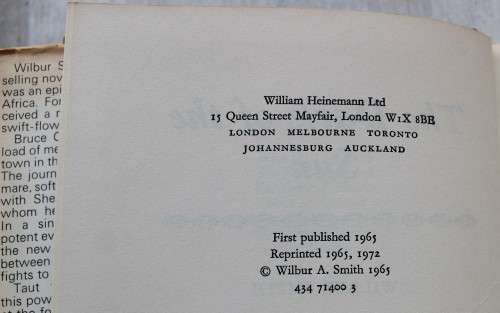 Wilbur S
selling nov
was an epi
Africa. For
ceived a r
swift-flow
Bruce C
load of me
town in th
The journ
mare, soft
with She
whom he
In a sin
potent ev
the new
between
fights to
Taut
this pow
at the fo
William Heinemann Ltd
15 Queen Street Mayfair, London W1X 8BE
LONDON MELBOURNE TORONTO
JOHANNESBURG AUCKLAND
First published 1965
Reprinted 1965, 1972
© Wilbur A. Smith 1965
434 71400 3